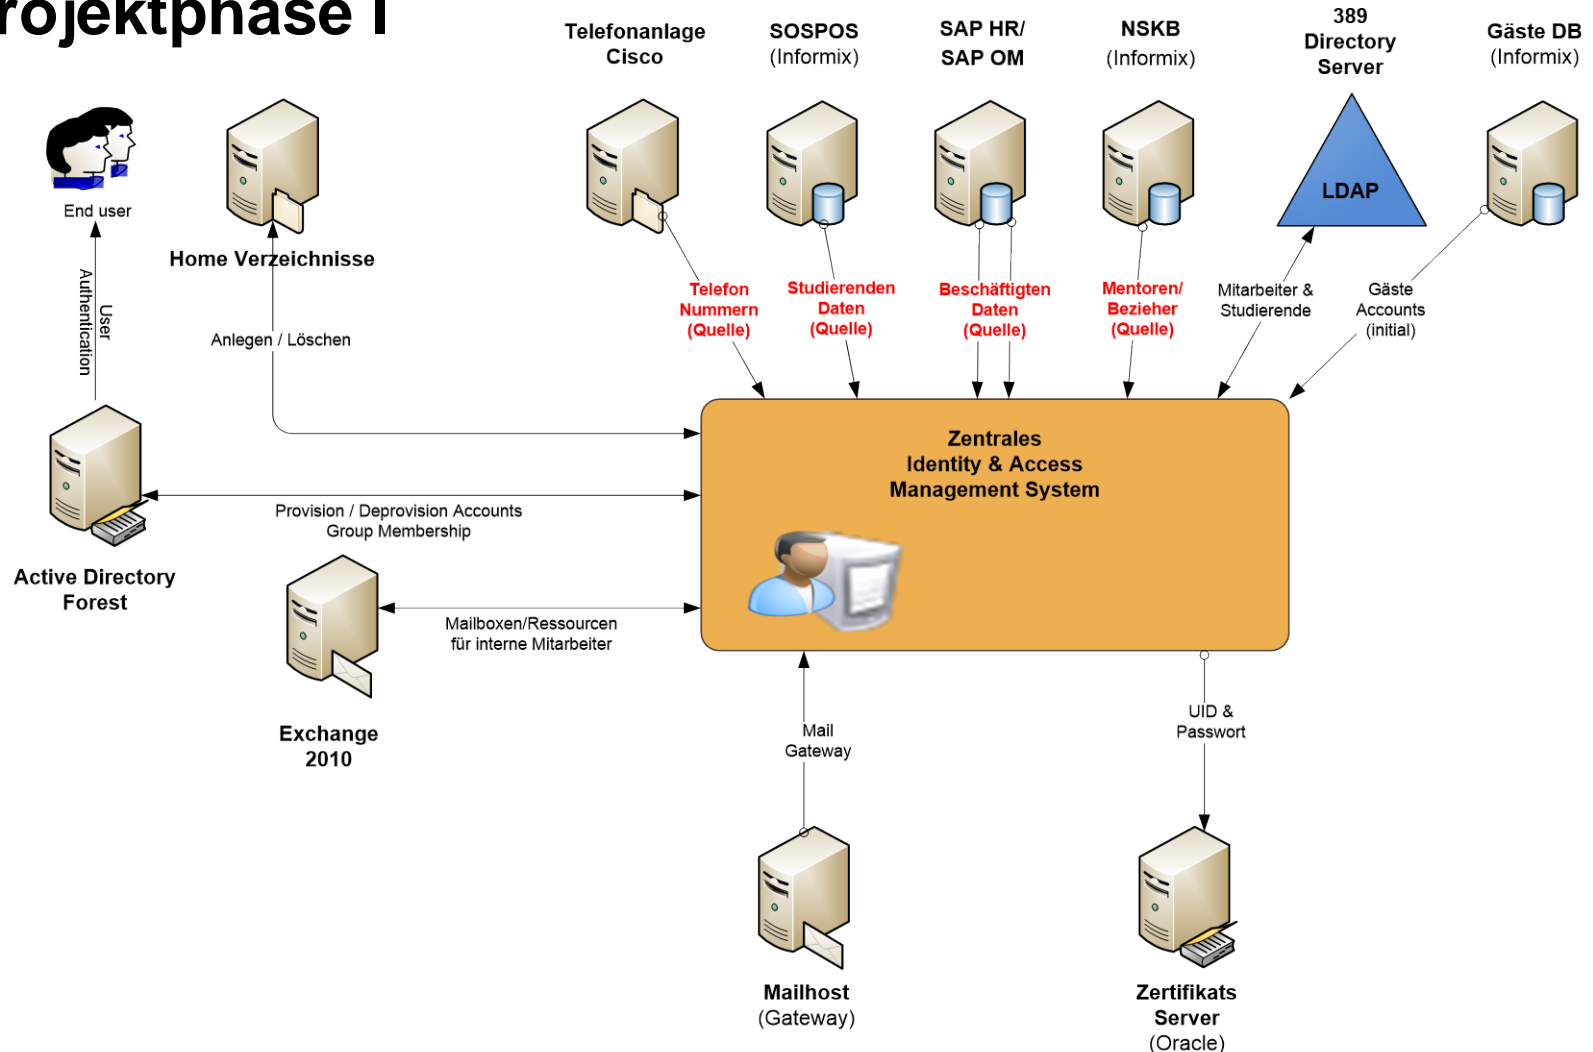 rojektphase I
Telefonanlage
Cisco
SOSPOS
(Informix)
SAP HR/
SAP OM
NSKB
(Informix)
389
Directory
Server
Gäste DB
(Informix)
End user
Home Verzeichnisse
LDAP
User
Authentication
Anlegen / Löschen
Telefon
Nummern
(Quelle)
Studierenden
Daten
(Quelle)
Beschäftigten
Daten
(Quelle)
Mentoren/
Bezieher
(Quelle)
Mitarbeiter &
Studierende
Gäste
Accounts
(initial)
Zentrales
Identity & Access
Management System
Provision / Deprovision Accounts
Group Membership
Active Directory
Forest
Mailboxen/Ressourcen
für interne Mitarbeiter
Exchange
2010
Mail
Gateway
UID &
Passwort
Mailhost
(Gateway)
Zertifikats
Server
(Oracle)